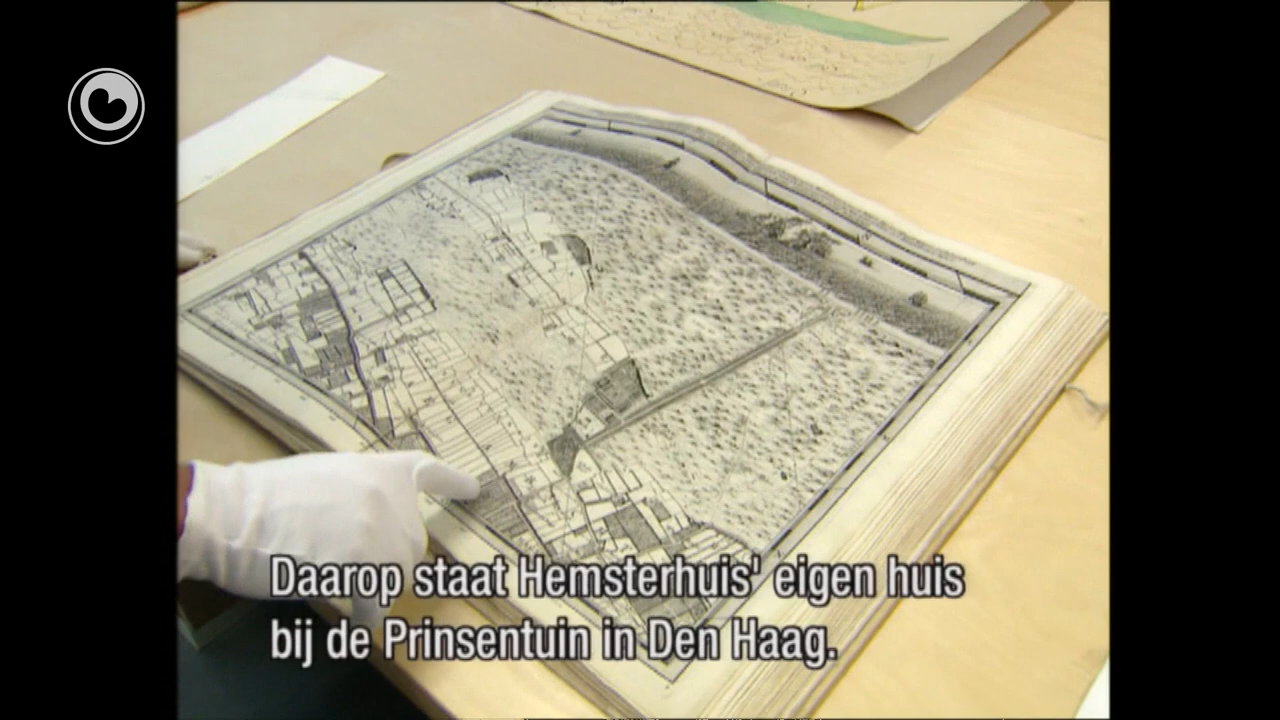 Daarop staat Hemsterhuis' eigen huis
bij de Prinsentuin in Den Haag.